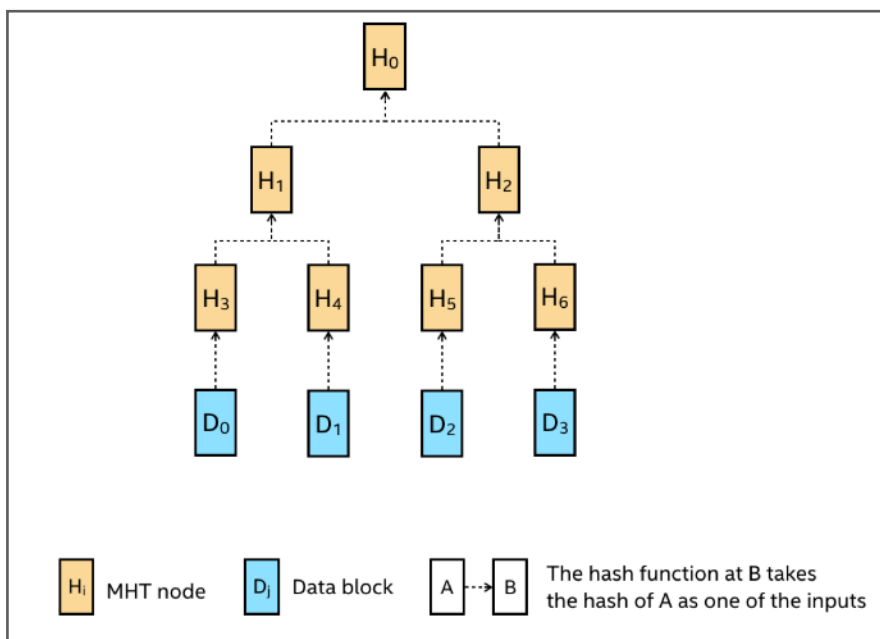 H₀
H₁ H₂
H₃ H₄ H₅ H₆
D₀ D₁ D₂ D₃
Hᵢ MHT node Dⱼ Data block A B The hash function at B takes
the hash of A as one of the inputs